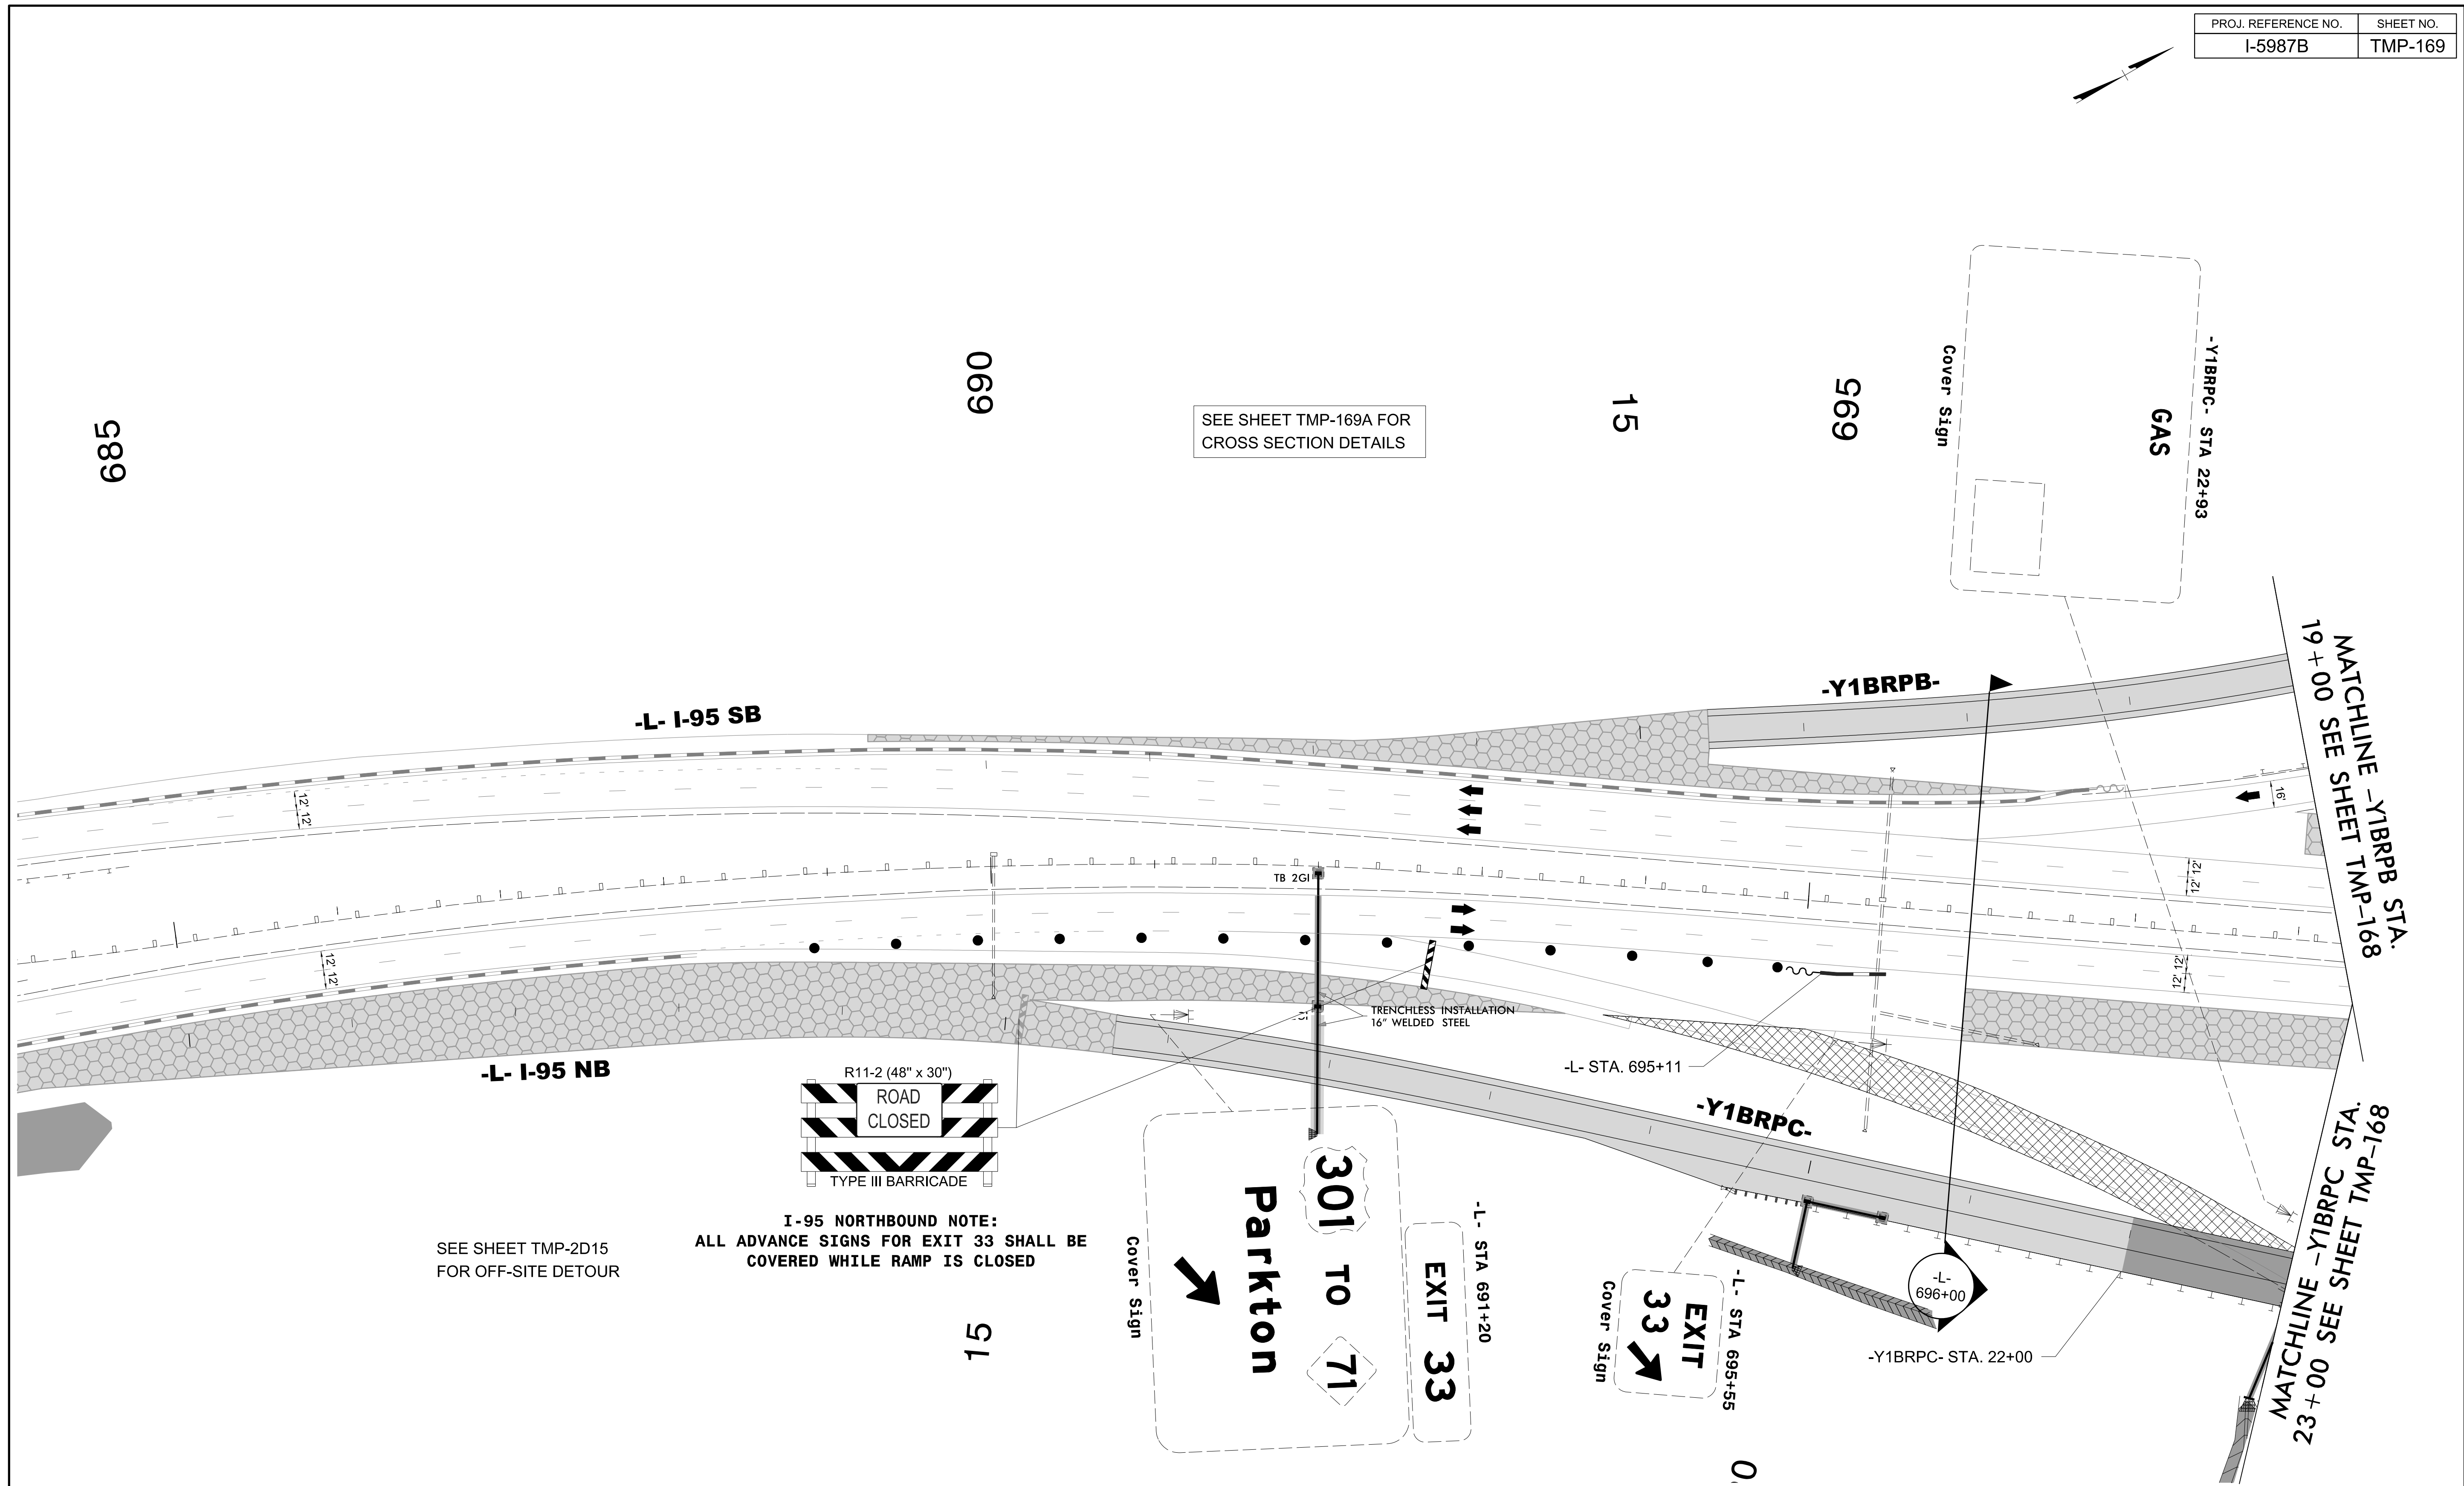 PROJ. REFERENCE NO.
SHEET NO.
I-5987B
TMP-169
685
690
SEE SHEET TMP-169A FOR
CROSS SECTION DETAILS
15
695
Cover Sign
GAS
-Y1BRPC- STA 22+93
MATCHLINE -Y1BRPB STA.
19+00 SEE SHEET TMP-168
-Y1BRPB-
-L- I-95 SB
12' 12'
16'
12' 12'
TB 2GI
12' 12'
12' 12'
TRENCHLESS INSTALLATION
16" WELDED STEEL
-L- STA. 695+11
-L- I-95 NB
-Y1BRPC-
R11-2 (48" x 30")
ROAD
CLOSED
TYPE III BARRICADE
I-95 NORTHBOUND NOTE:
ALL ADVANCE SIGNS FOR EXIT 33 SHALL BE
COVERED WHILE RAMP IS CLOSED
SEE SHEET TMP-2D15
FOR OFF-SITE DETOUR
15
Cover Sign
Parkton
301 TO 71
EXIT 33
-L- STA 691+20
Cover Sign
EXIT
33
-L- STA 695+55
-L-
696+00
-Y1BRPC- STA. 22+00
MATCHLINE -Y1BRPC STA.
23+00 SEE SHEET TMP-168